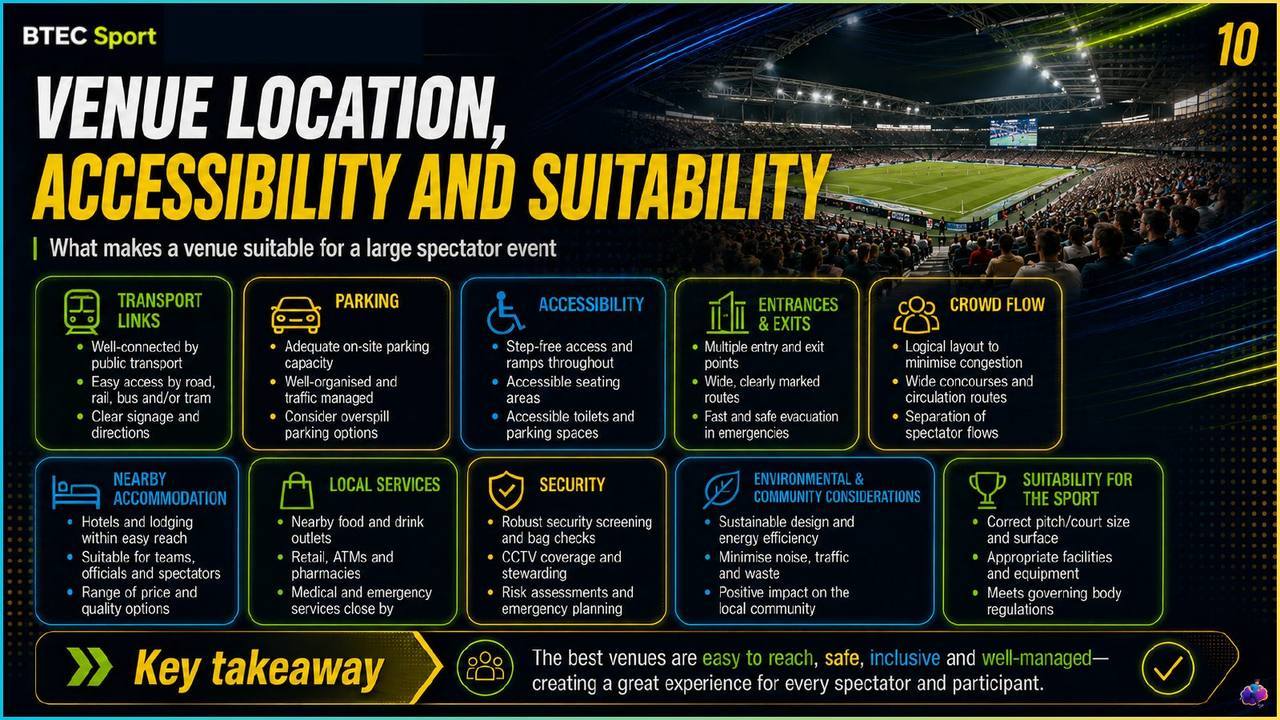 BTEC Sport
10
VENUE LOCATION,
ACCESSIBILITY AND SUITABILITY
What makes a venue suitable for a large spectator event
TRANSPORT
LINKS
• Well-connected by
public transport
• Easy access by road,
rail, bus and/or tram
• Clear signage and
directions
PARKING
• Adequate on-site parking
capacity
• Well-organised and
traffic managed
• Consider overspill
parking options
ACCESSIBILITY
• Step-free access and
ramps throughout
• Accessible seating
areas
• Accessible toilets and
parking spaces
ENTRANCES
& EXITS
• Multiple entry and exit
points
• Wide, clearly marked
routes
• Fast and safe evacuation
in emergencies
CROWD FLOW
• Logical layout to
minimise congestion
• Wide concourses and
circulation routes
• Separation of
spectator flows
NEARBY
ACCOMMODATION
• Hotels and lodging
within easy reach
• Suitable for teams,
officials and spectators
• Range of price and
quality options
LOCAL SERVICES
• Nearby food and drink
outlets
• Retail, ATMs and
pharmacies
• Medical and emergency
services close by
SECURITY
• Robust security screening
and bag checks
• CCTV coverage and
stewarding
• Risk assessments and
emergency planning
ENVIRONMENTAL &
COMMUNITY CONSIDERATIONS
• Sustainable design and
energy efficiency
• Minimise noise, traffic
and waste
• Positive impact on the
local community
SUITABILITY FOR
THE SPORT
• Correct pitch/court size
and surface
• Appropriate facilities
and equipment
• Meets governing body
regulations
Key takeaway
The best venues are easy to reach, safe, inclusive and well-managed—
creating a great experience for every spectator and participant.